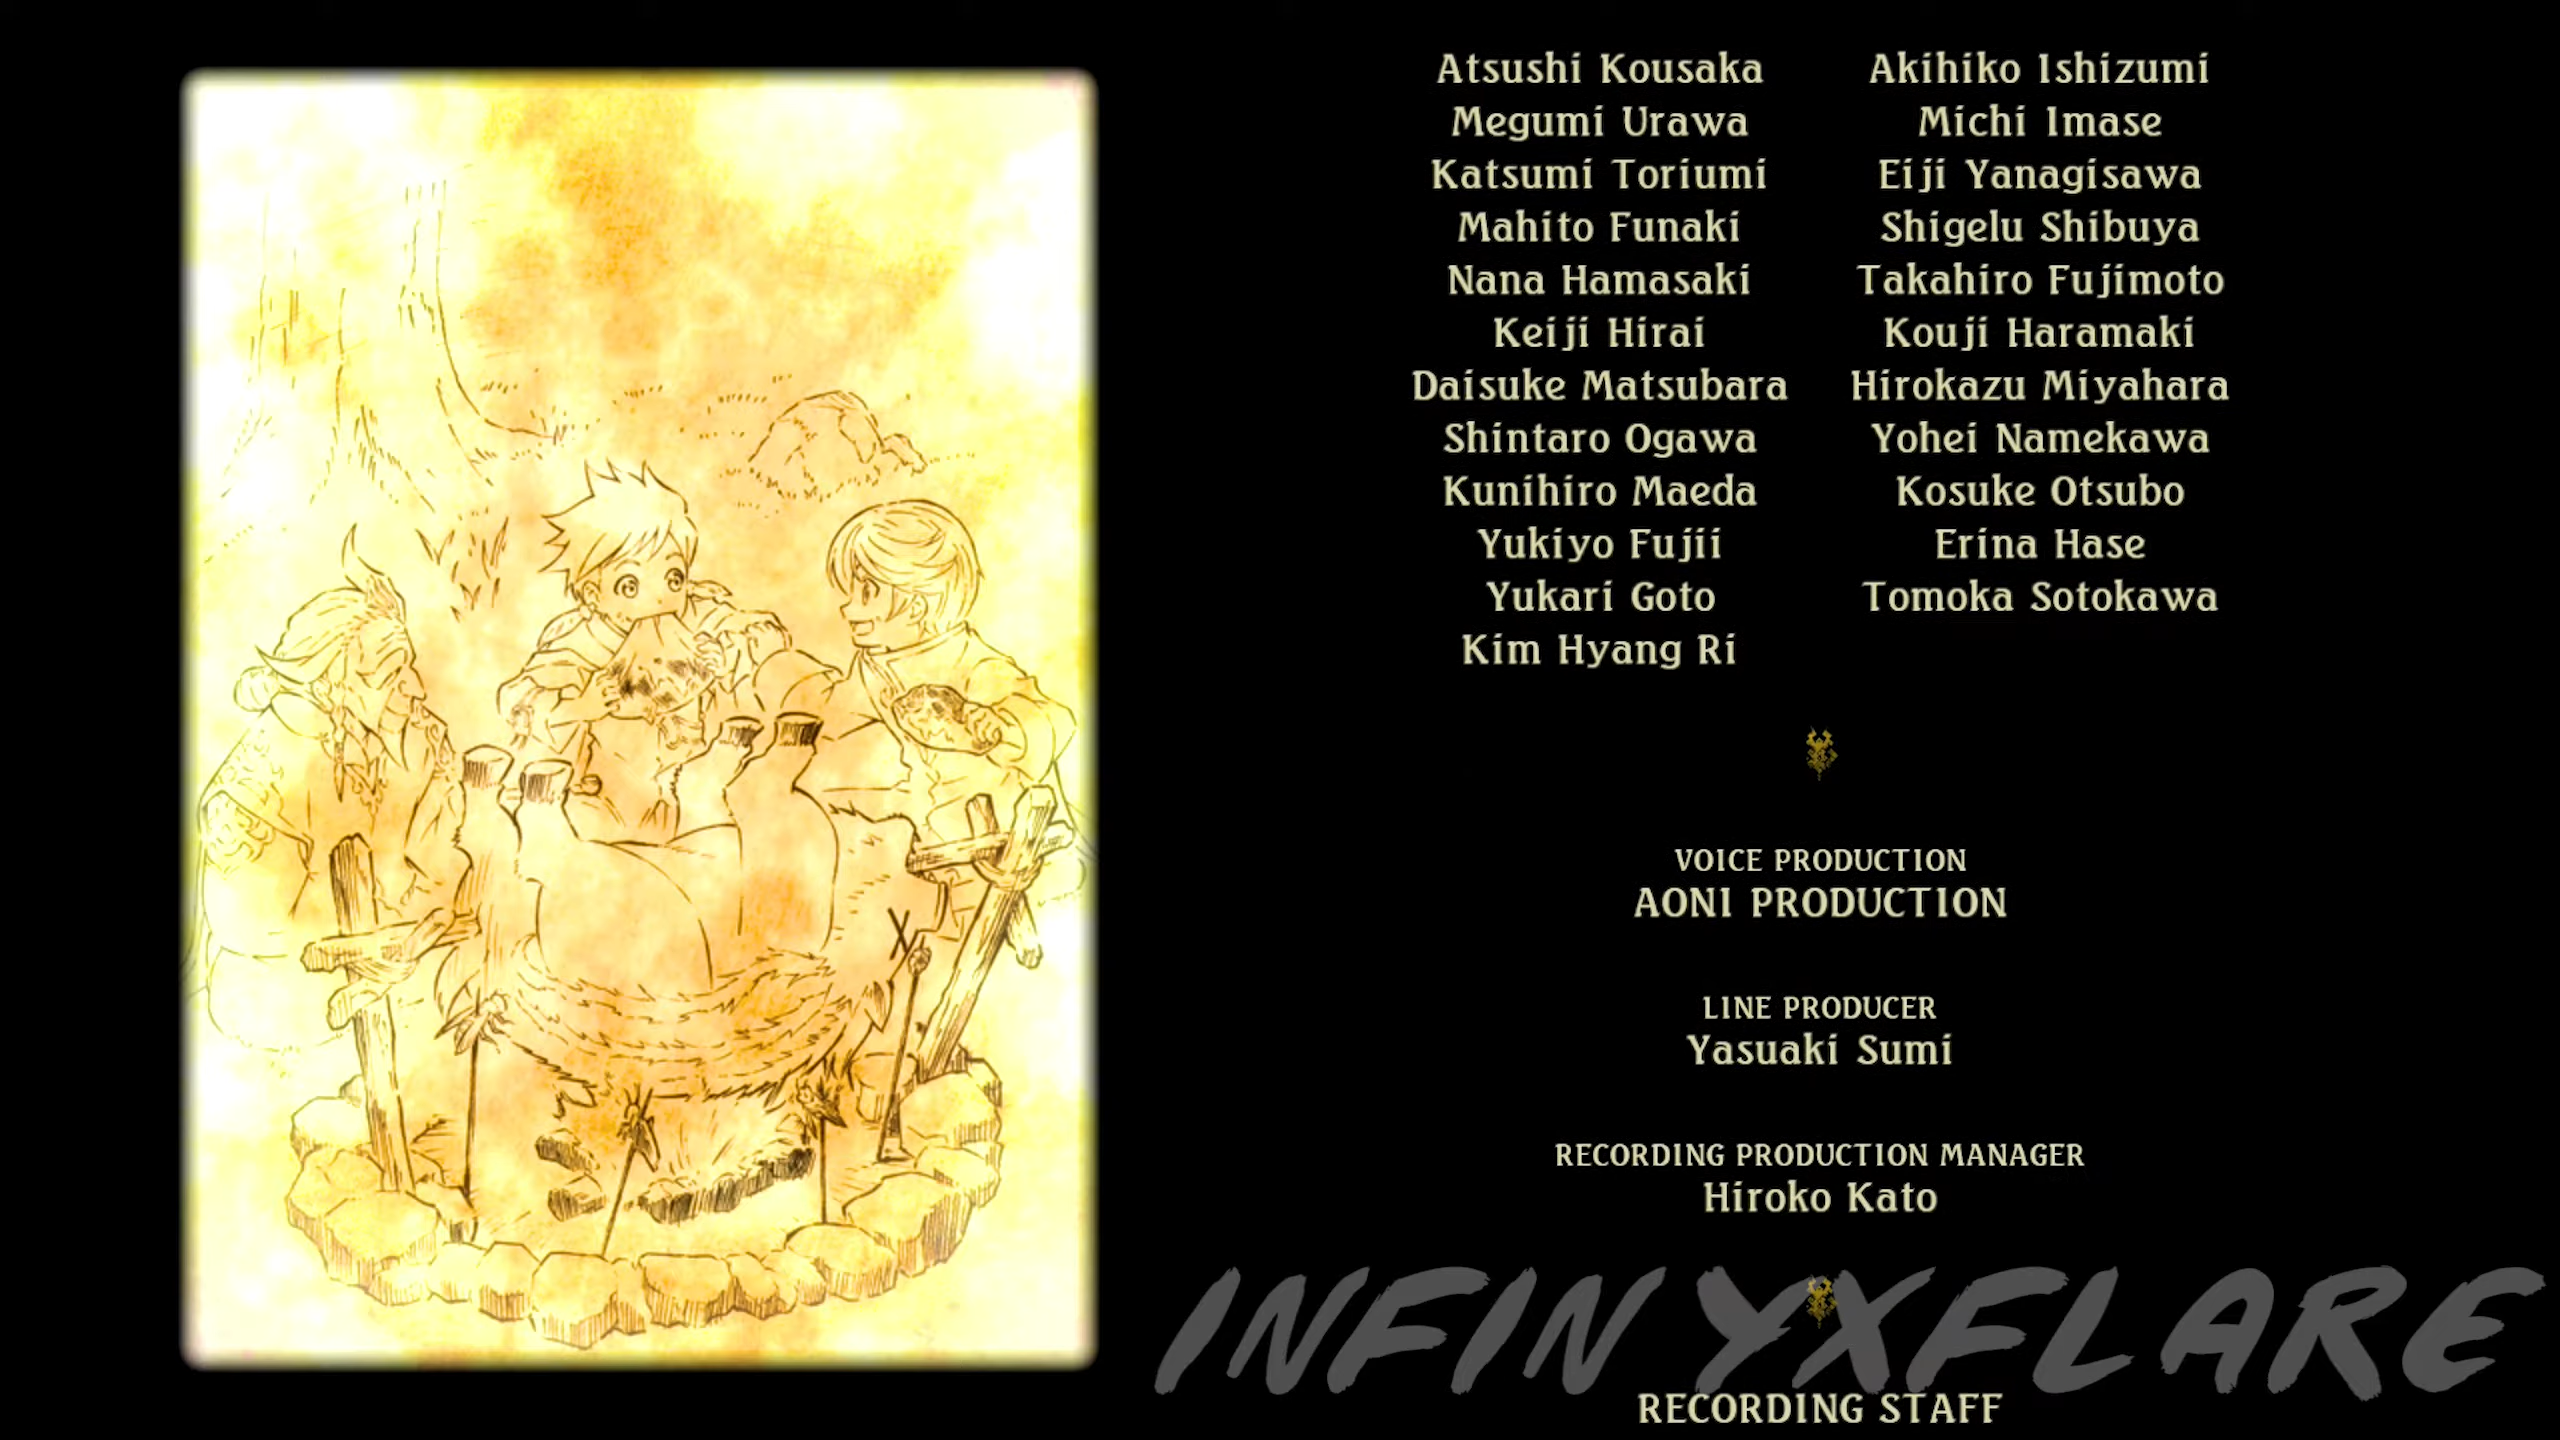 Atsushi Kousaka Akihiko Ishizumi
Megumi Urawa Michi Imase
Katsumi Toriumi Eiji Yanagisawa
Mahito Funaki Shigelu Shibuya
Nana Hamasaki Takahiro Fujimoto
Keiji Hirai Kouji Haramaki
Daisuke Matsubara Hirokazu Miyahara
Shintaro Ogawa Yohei Namekawa
Kunihiro Maeda Kosuke Otsubo
Yukiyo Fujii Erina Hase
Yukari Goto Tomoka Sotokawa
Kim Hyang Ri
VOICE PRODUCTION
AONI PRODUCTION
LINE PRODUCER
Yasuaki Sumi
RECORDING PRODUCTION MANAGER
Hiroko Kato
INFINYXFLARE
RECORDING STAFF